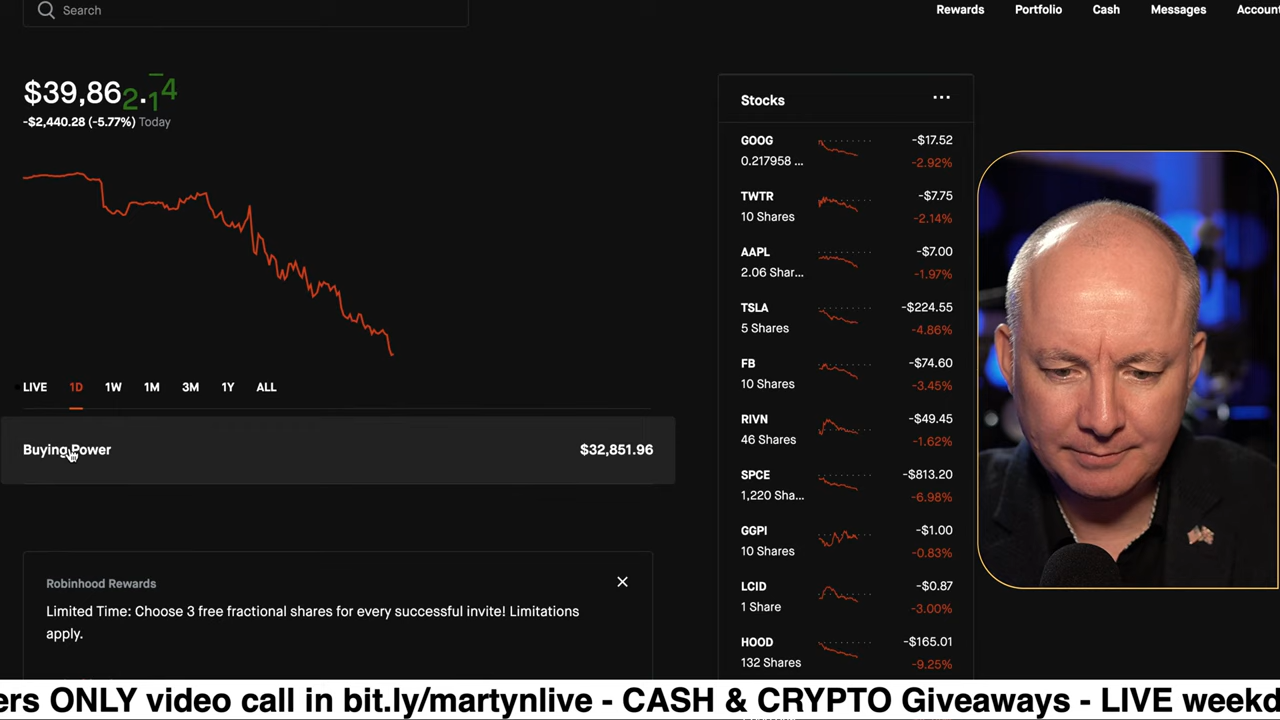 Search
Rewards
Portfolio
Cash
Messages
Accoun
$39,862.14
-$2,440.28 (-5.77%) Today
LIVE
1D
1W
1M
3M
1Y
ALL
Buying Power
$32,851.96
Robinhood Rewards
Limited Time: Choose 3 free fractional shares for every successful invite! Limitations
apply.
Stocks
GOOG
-$17.52
0.217958 ...
-2.92%
TWTR
-$7.75
10 Shares
-2.14%
AAPL
-$7.00
2.06 Shar...
-1.97%
TSLA
-$224.55
5 Shares
-4.86%
FB
-$74.60
10 Shares
-3.45%
RIVN
-$49.45
46 Shares
-1.62%
SPCE
-$813.20
1,220 Sha...
-6.98%
GGPI
-$1.00
10 Shares
-0.83%
LCID
-$0.87
1 Share
-3.00%
HOOD
-$165.01
132 Shares
-9.25%
ers ONLY video call in bit.ly/martynlive - CASH & CRYPTO Giveaways - LIVE weekd